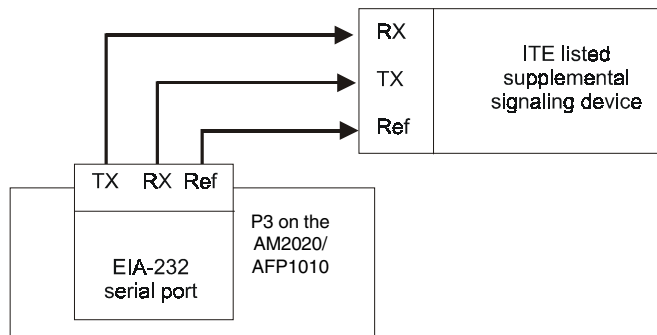 RX
TX
Ref
ITE listed
supplemental
signaling device
TX RX Ref
EIA-232
serial port
P3 on the
AM2020/
AFP1010